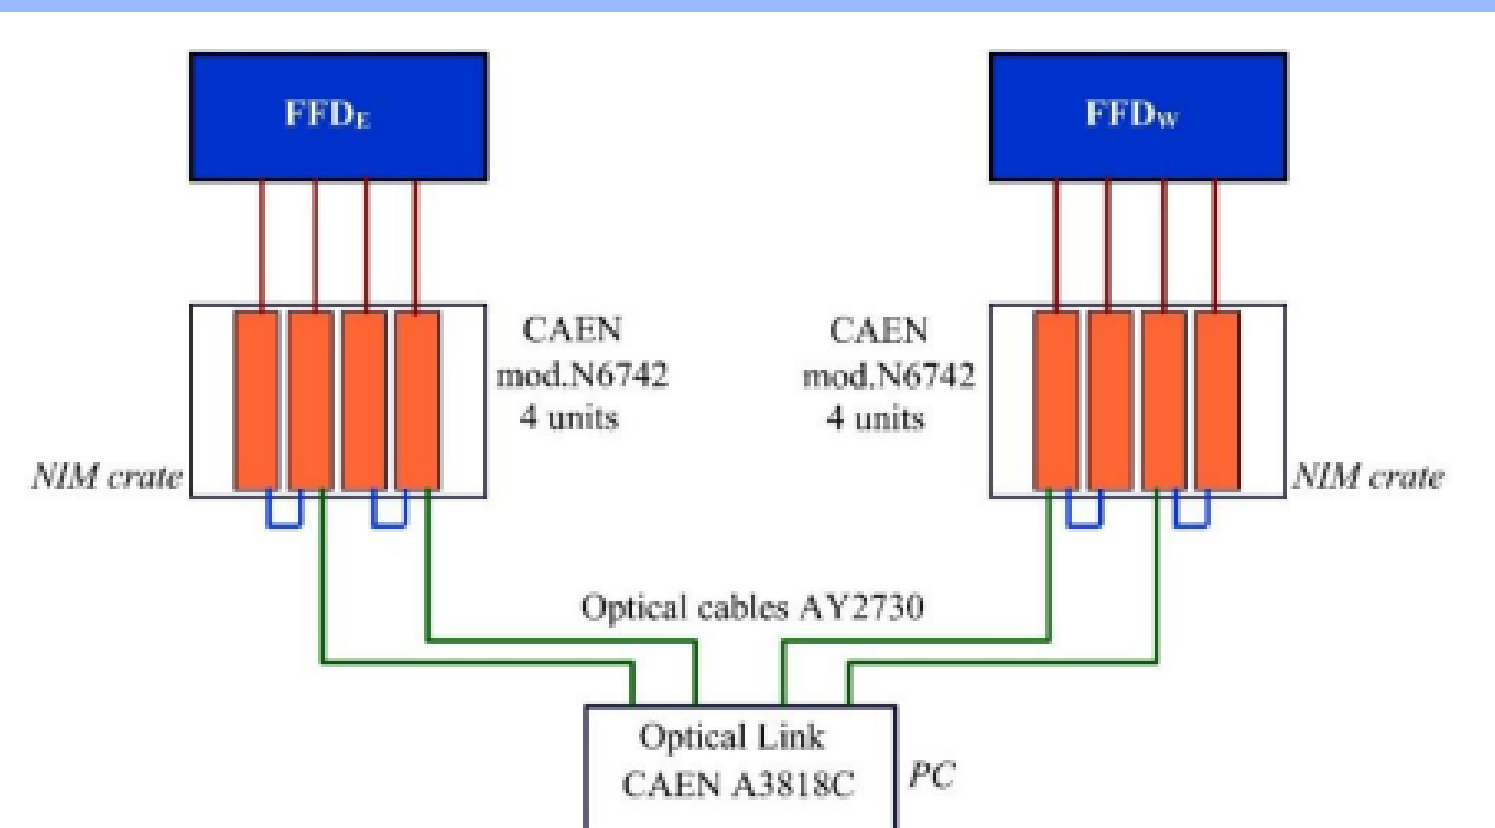 FFDE
FFDW
CAEN
mod.N6742
4 units
CAEN
mod.N6742
4 units
NIM crate
NIM crate
Optical cables AY2730
Optical Link
CAEN A3818C
PC